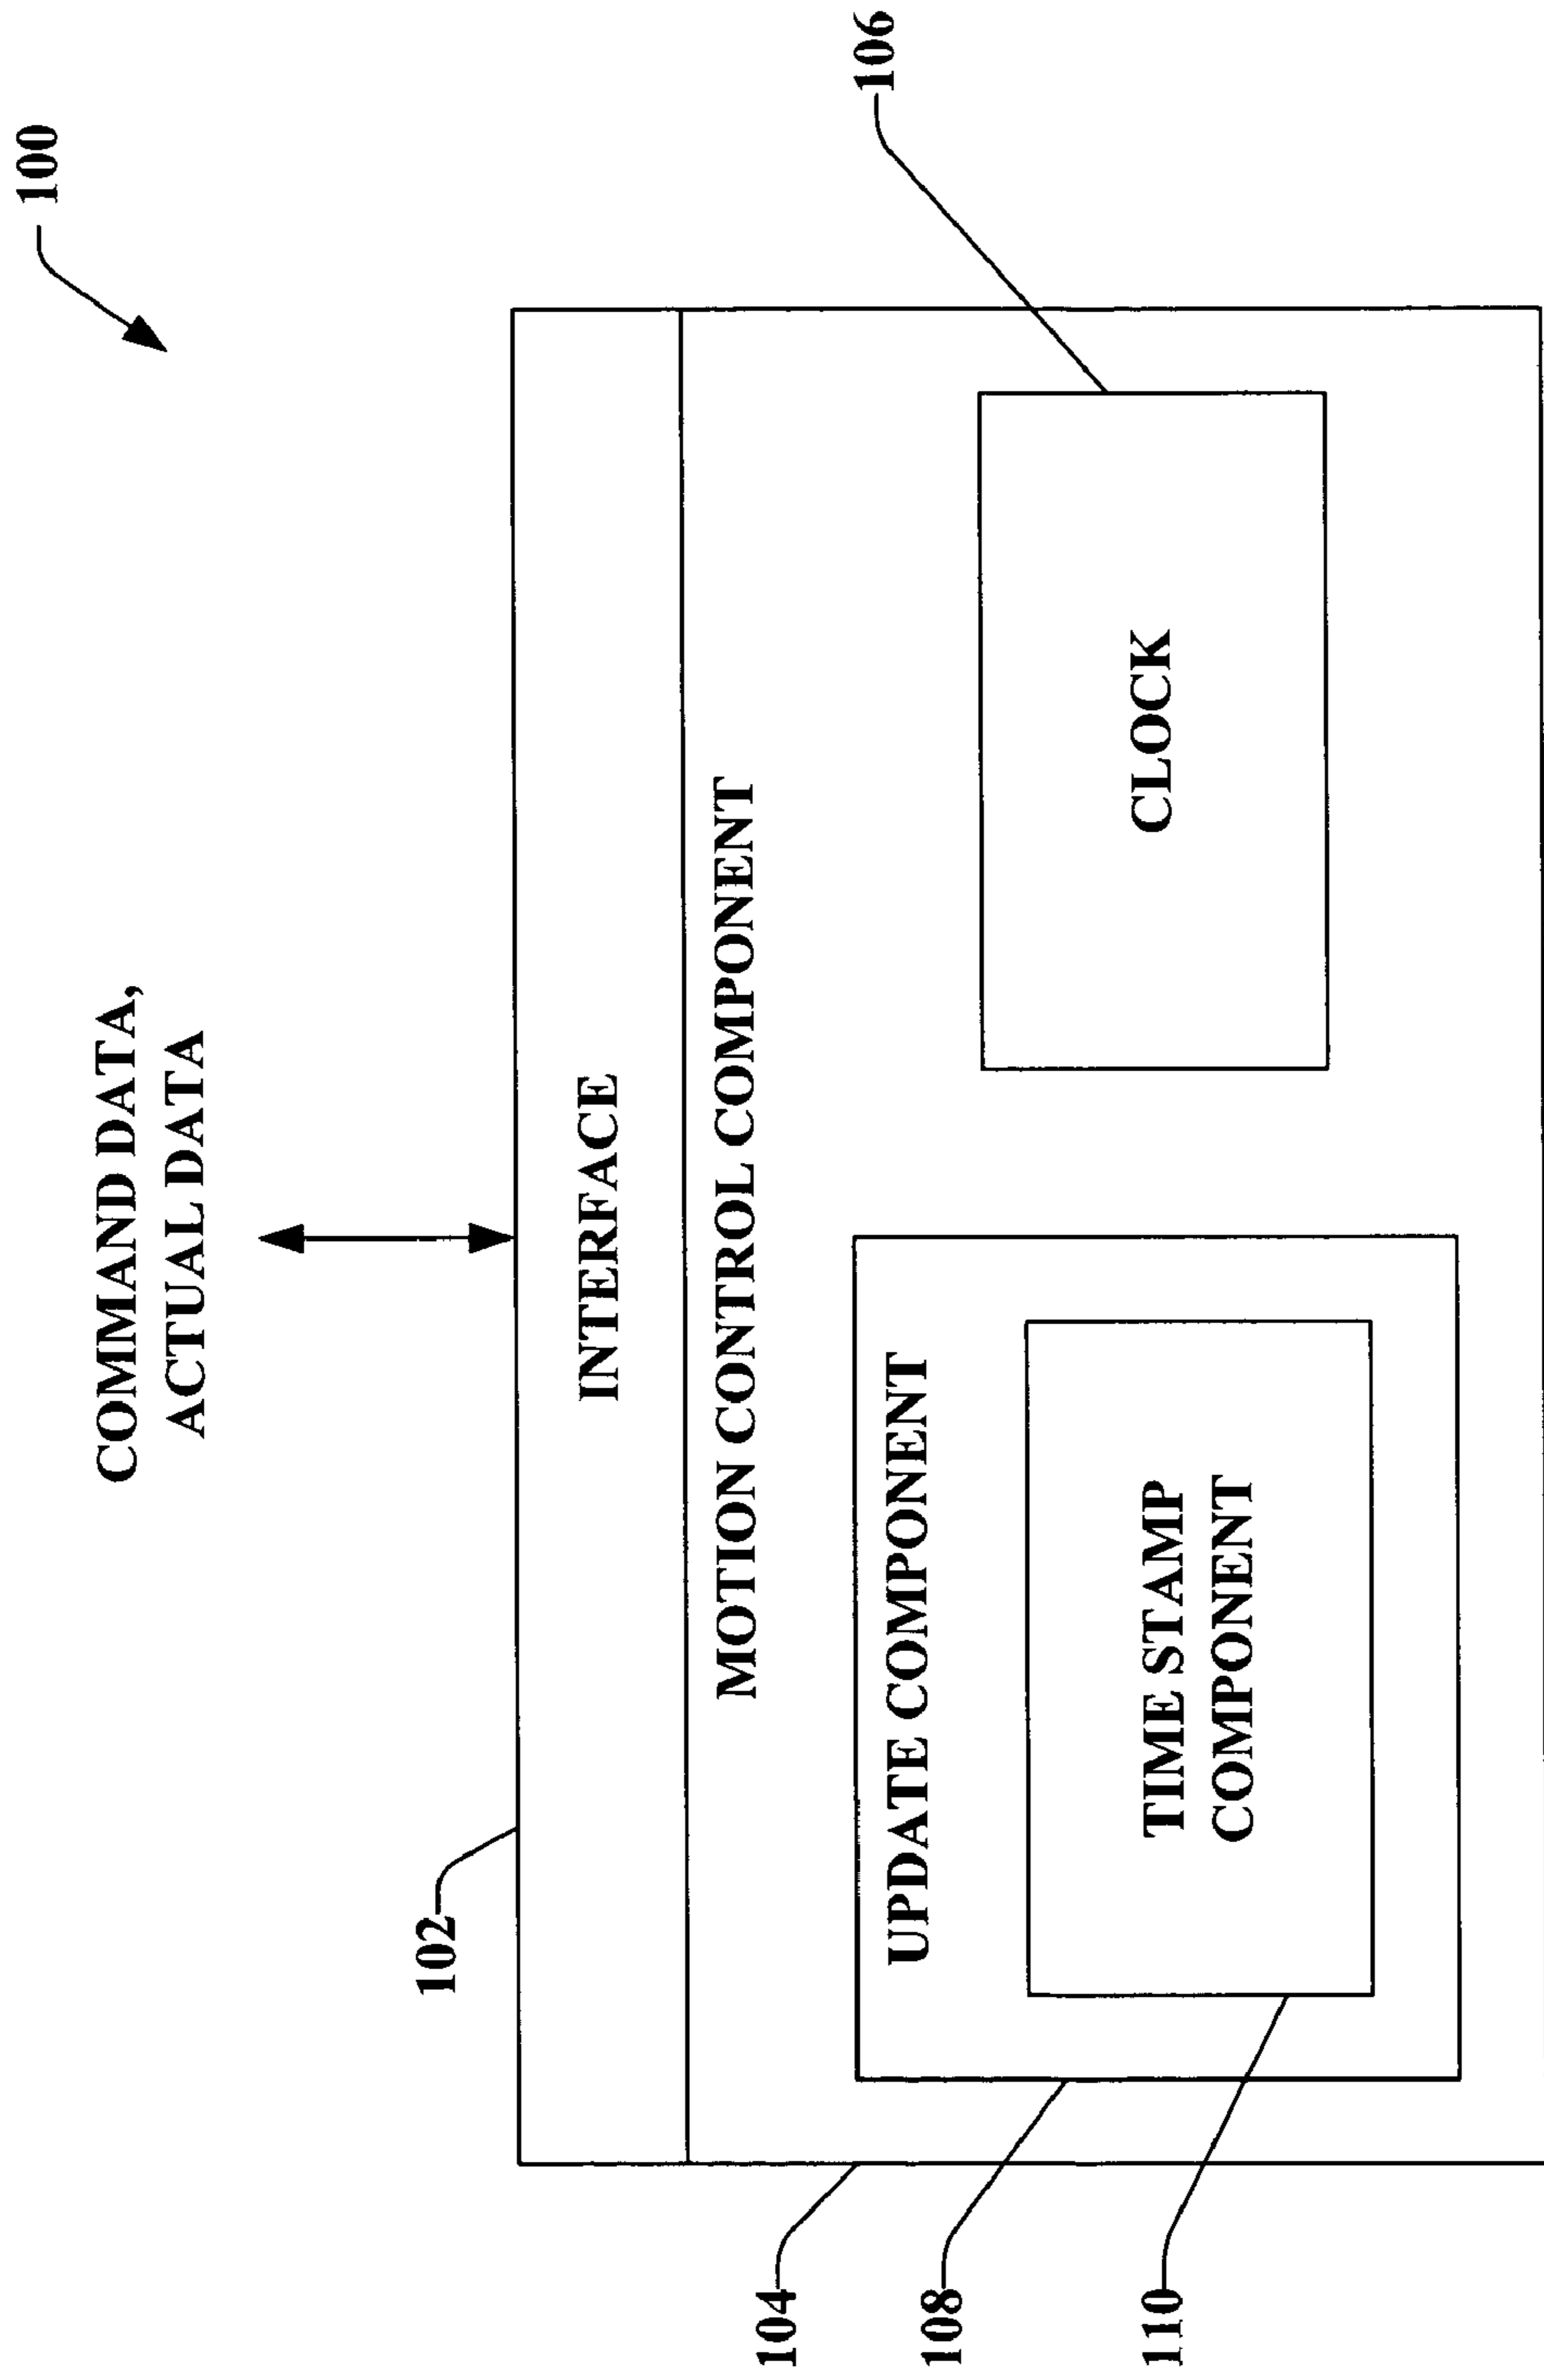 100
COMMAND DATA,
ACTUAL DATA
102
INTERFACE
104
MOTION CONTROL COMPONENT
108
UPDATE COMPONENT
106
110
TIME STAMP
COMPONENT
CLOCK